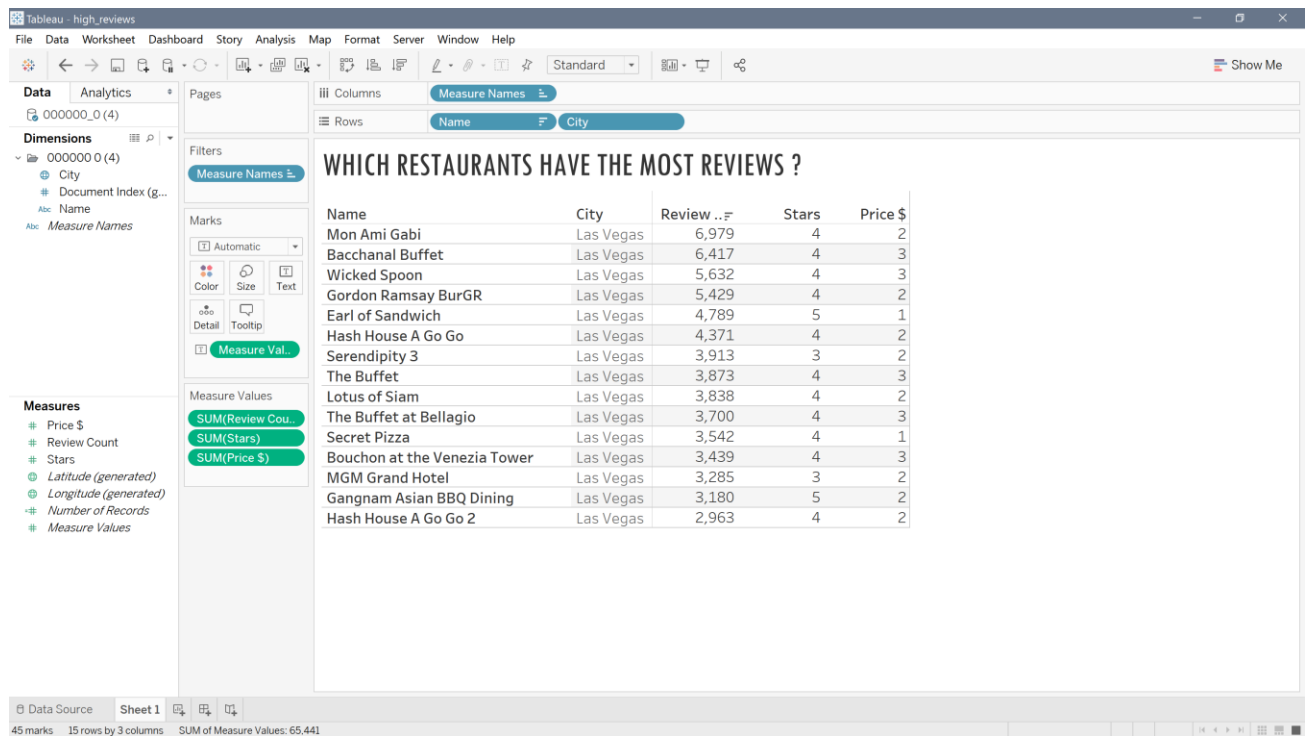 Tableau - high_reviews
File Data Worksheet Dashboard Story Analysis Map Format Server Window Help
Standard
Show Me
Data Analytics
000000_0 (4)
Dimensions
000000 0 (4)
City
# Document Index (g...
Abc Name
Abc Measure Names
Measures
# Price $
# Review Count
# Stars
Latitude (generated)
Longitude (generated)
=# Number of Records
# Measure Values
Pages
Filters
Measure Names
Marks
Automatic
Color Size Text
Detail Tooltip
Measure Val..
Measure Values
SUM(Review Cou..
SUM(Stars)
SUM(Price $)
iii Columns Measure Names
Rows Name City
WHICH RESTAURANTS HAVE THE MOST REVIEWS ?
Name City Review .. Stars Price $
Mon Ami Gabi Las Vegas 6,979 4 2
Bacchanal Buffet Las Vegas 6,417 4 3
Wicked Spoon Las Vegas 5,632 4 3
Gordon Ramsay BurGR Las Vegas 5,429 4 2
Earl of Sandwich Las Vegas 4,789 5 1
Hash House A Go Go Las Vegas 4,371 4 2
Serendipity 3 Las Vegas 3,913 3 2
The Buffet Las Vegas 3,873 4 3
Lotus of Siam Las Vegas 3,838 4 2
The Buffet at Bellagio Las Vegas 3,700 4 3
Secret Pizza Las Vegas 3,542 4 1
Bouchon at the Venezia Tower Las Vegas 3,439 4 3
MGM Grand Hotel Las Vegas 3,285 3 2
Gangnam Asian BBQ Dining Las Vegas 3,180 5 2
Hash House A Go Go 2 Las Vegas 2,963 4 2
Data Source Sheet 1
45 marks 15 rows by 3 columns SUM of Measure Values: 65,441